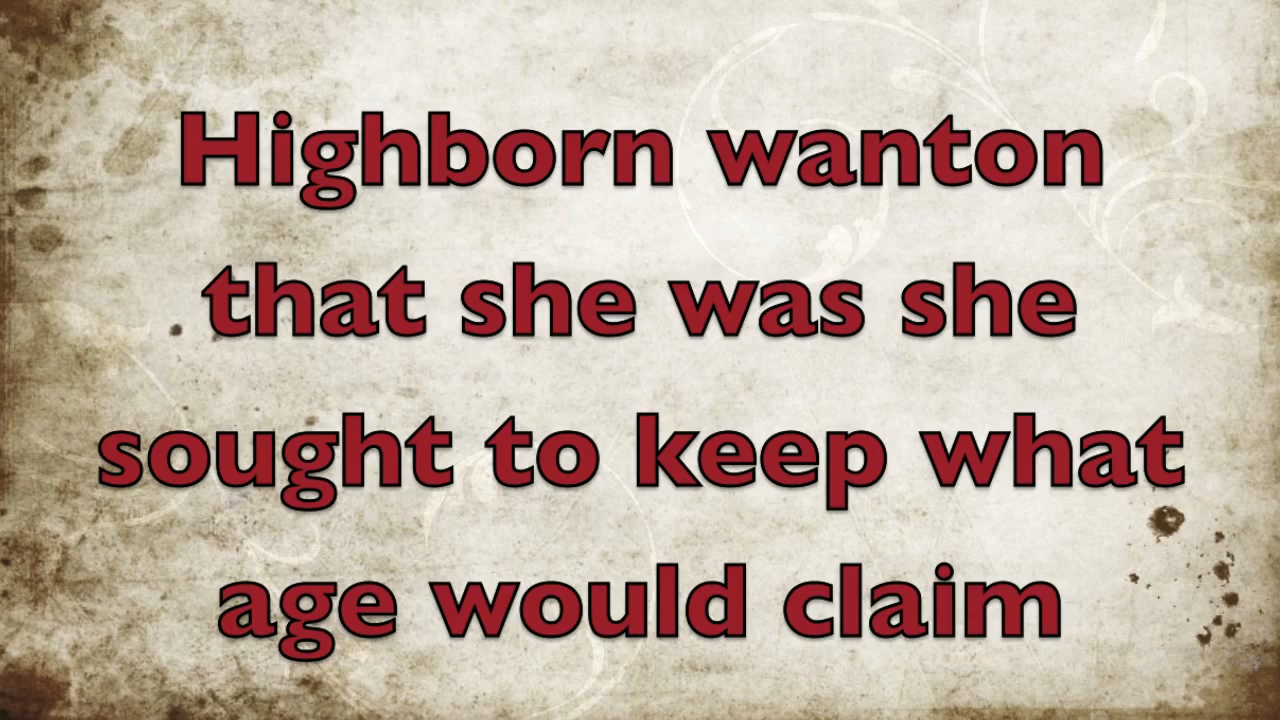 Highborn wanton
that she was she
sought to keep what
age would claim